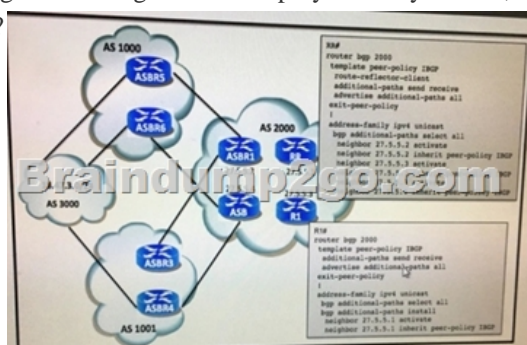 AS 1000
ASBR5
ASBR6
AS 3000
ASBR3
ASBR4
AS 1001
AS 2000
ASBR1
RR
ASB
R1
Braindump2go.com
RR#
router bgp 2000
template peer-policy IBGP
route-reflector-client
additional-paths send receive
advertise additional-paths all
exit-peer-policy
!
address-family ipv4 unicast
bgp additional-paths select all
neighbor 27.5.5.2 activate
neighbor 27.5.5.2 inherit peer-policy IBGP
neighbor 27.5.5.3 activate
inherit peer-policy IBGP
R1#
router bgp 2000
template peer-policy IBGP
additional-paths send receive
advertise additional-paths all
exit-peer-policy
!
address-family ipv4 unicast
bgp additional-paths select all
bgp additional-paths install
neighbor 27.5.5.1 activate
neighbor 27.5.5.1 inherit peer-policy IBGP